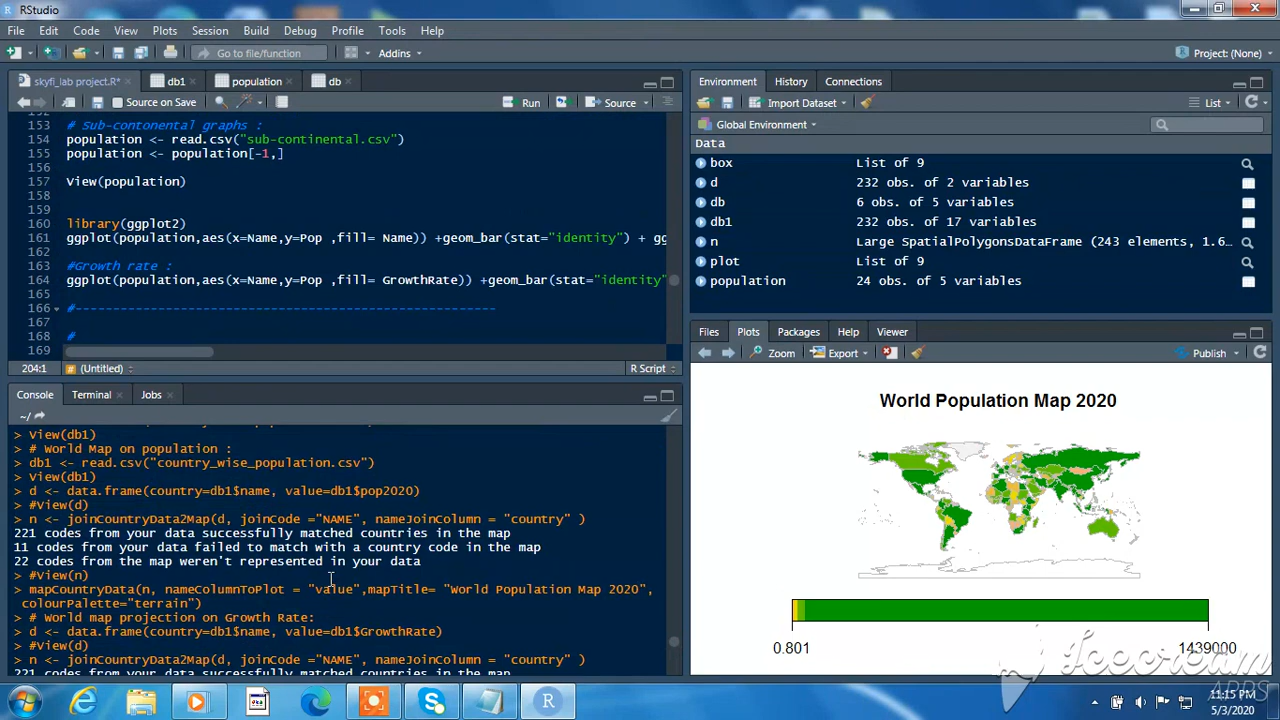 RStudio
File Edit Code View Plots Session Build Debug Profile Tools Help
Go to file/function Addins Project: (None)
skyfi_lab project.R* db1 population db
Source on Save Run Source
152
153 # Sub-contonental graphs :
154 population <- read.csv("sub-continental.csv")
155 population <- population[-1,]
156
157 View(population)
158
159
160 library(ggplot2)
161 ggplot(population,aes(x=Name,y=Pop ,fill= Name)) +geom_bar(stat="identity") + gg
162
163 #Growth rate :
164 ggplot(population,aes(x=Name,y=Pop ,fill= GrowthRate)) +geom_bar(stat="identity"
165
166 #--------------------------------------------------------
167
168 #
169
204:1 (Untitled) R Script
Console Terminal Jobs
~/
> View(db1)
> # World Map on population :
> db1 <- read.csv("country_wise_population.csv")
> View(db1)
> d <- data.frame(country=db1$name, value=db1$pop2020)
> #View(d)
> n <- joinCountryData2Map(d, joinCode ="NAME", nameJoinColumn = "country" )
221 codes from your data successfully matched countries in the map
11 codes from your data failed to match with a country code in the map
22 codes from the map weren't represented in your data
> #View(n)
> mapCountryData(n, nameColumnToPlot = "value",mapTitle= "World Population Map 2020",
colourPalette="terrain")
> # World map projection on Growth Rate:
> d <- data.frame(country=db1$name, value=db1$GrowthRate)
> #View(d)
> n <- joinCountryData2Map(d, joinCode ="NAME", nameJoinColumn = "country" )
221 codes from your data successfully matched countries in the map
Environment History Connections
Import Dataset List
Global Environment
Data
box List of 9
d 232 obs. of 2 variables
db 6 obs. of 5 variables
db1 232 obs. of 17 variables
n Large SpatialPolygonsDataFrame (243 elements, 1.6…
plot List of 9
population 24 obs. of 5 variables
Files Plots Packages Help Viewer
Zoom Export Publish
World Population Map 2020
0.801 1439000
Icecream
APPS
11:15 PM
5/3/2020